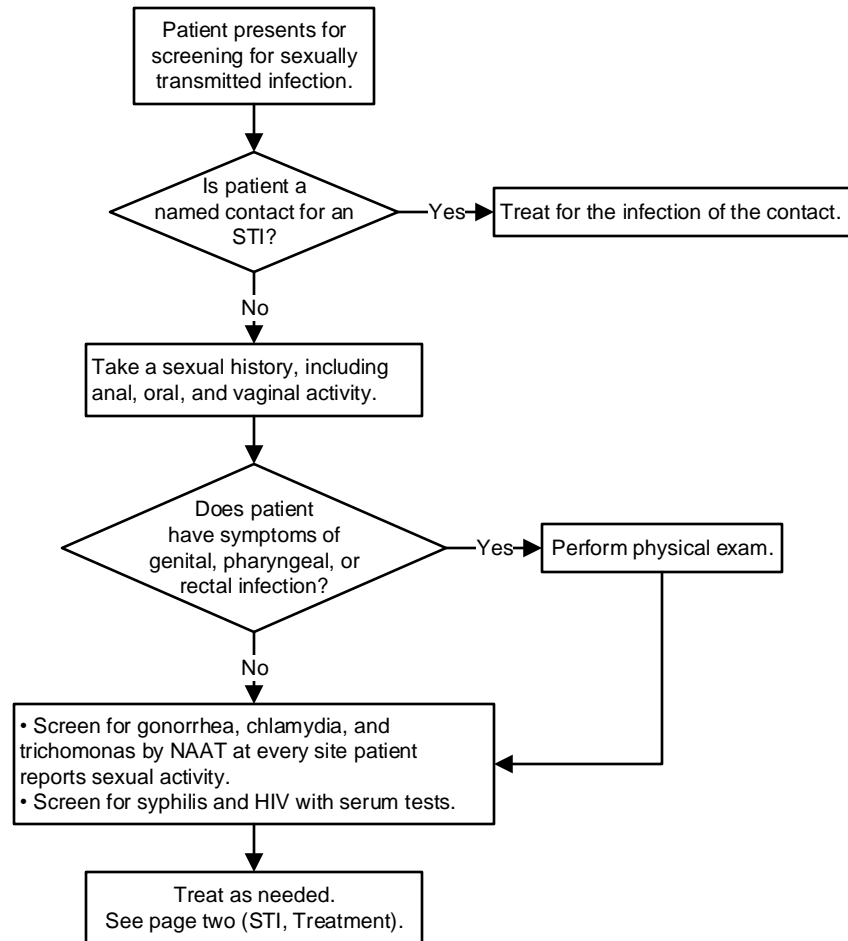 Patient presents for
screening for sexually
transmitted infection.
Is patient a
named contact for an
STI?
Yes
Treat for the infection of the contact.
No
Take a sexual history, including
anal, oral, and vaginal activity.
Does patient
have symptoms of
genital, pharyngeal, or
rectal infection?
Yes
Perform physical exam.
No
• Screen for gonorrhea, chlamydia, and
trichomonas by NAAT at every site patient
reports sexual activity.
• Screen for syphilis and HIV with serum tests.
Treat as needed.
See page two (STI, Treatment).